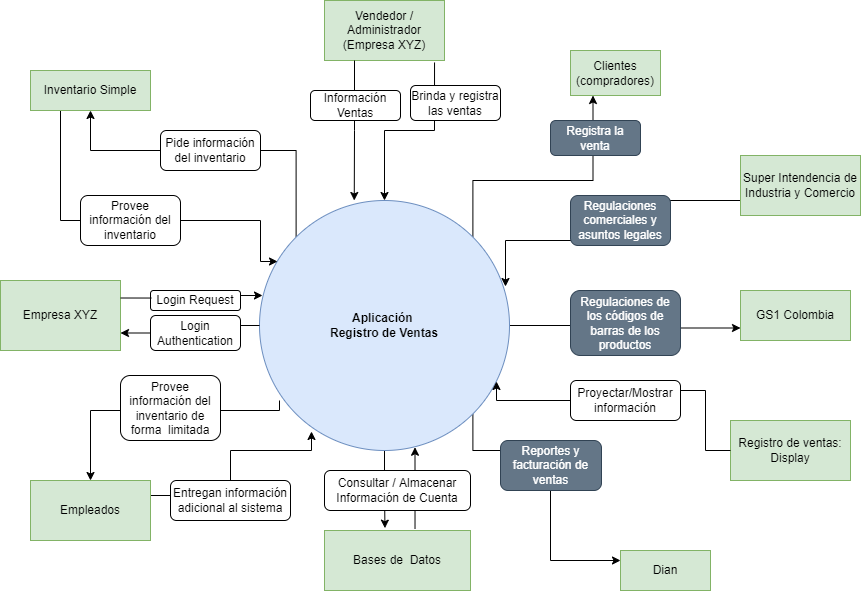 Vendedor /
Administrador
(Empresa XYZ)
Inventario Simple
Información
Ventas
Brinda y registra
las ventas
Clientes
(compradores)
Pide información
del inventario
Registra la
venta
Provee
información del
inventario
Regulaciones
comerciales y
asuntos legales
Super Intendencia de
Industria y Comercio
Empresa XYZ
Login Request
Login
Authentication
Aplicación
Registro de Ventas
Regulaciones de
los códigos de
barras de los
productos
GS1 Colombia
Provee
información del
inventario de
forma limitada
Proyectar/Mostrar
información
Registro de ventas:
Display
Empleados
Entregan información
adicional al sistema
Consultar / Almacenar
Información de Cuenta
Reportes y
facturación de
ventas
Bases de Datos
Dian